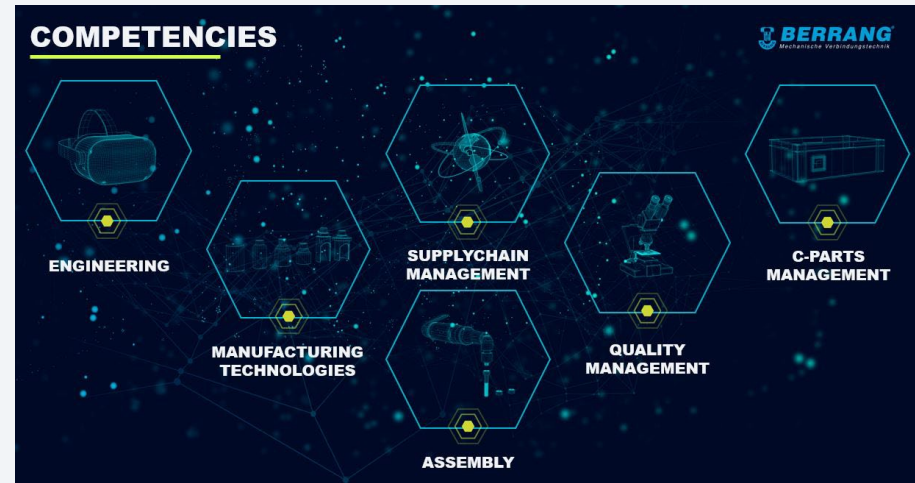 COMPETENCIES
BERRANG
Mechanische Verbindungstechnik
ENGINEERING
MANUFACTURING
TECHNOLOGIES
SUPPLYCHAIN
MANAGEMENT
ASSEMBLY
QUALITY
MANAGEMENT
C-PARTS
MANAGEMENT